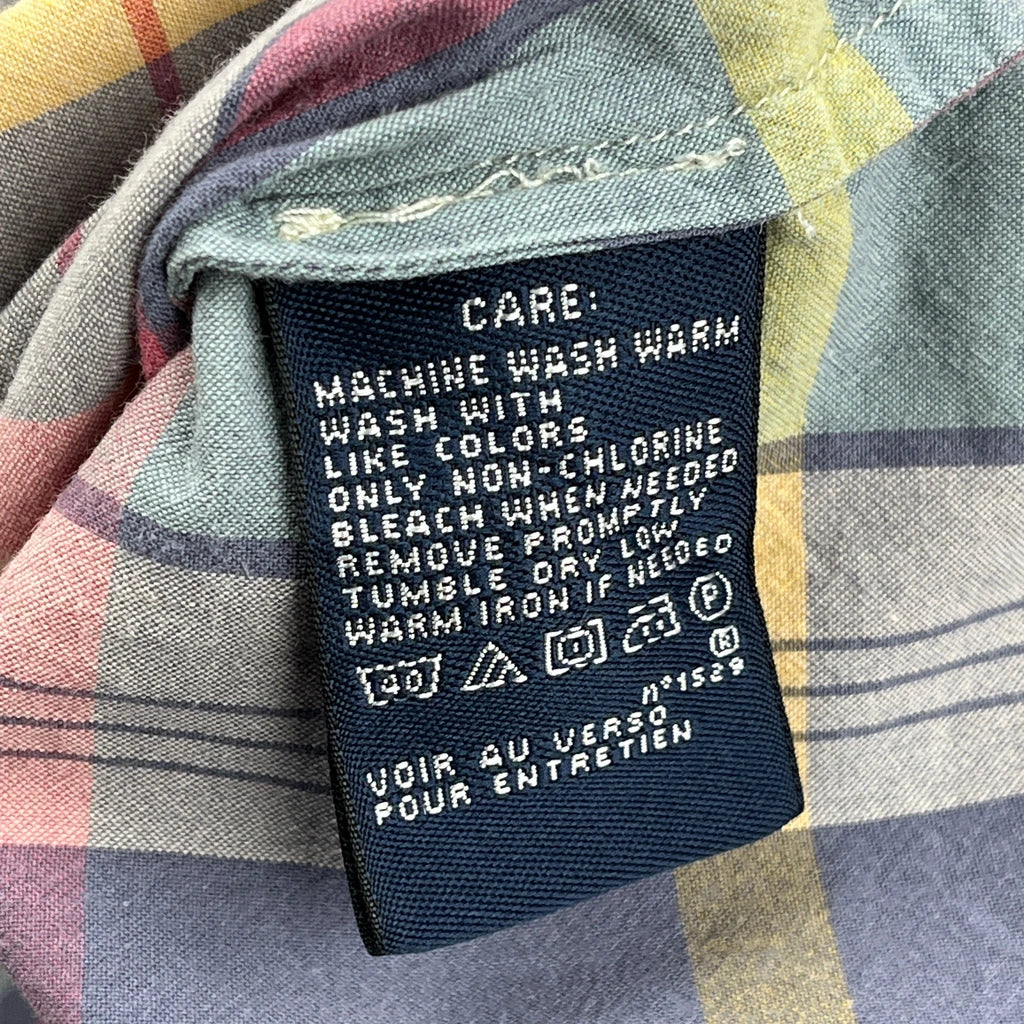 CARE:
MACHINE WASH WARM
WASH WITH
LIKE COLORS
ONLY NON-CHLORINE
BLEACH WHEN NEEDED
REMOVE PROMPTLY
TUMBLE DRY LOW
WARM IRON IF NEEDED
40 P
n°1529
VOIR AU VERSO
POUR ENTRETIEN